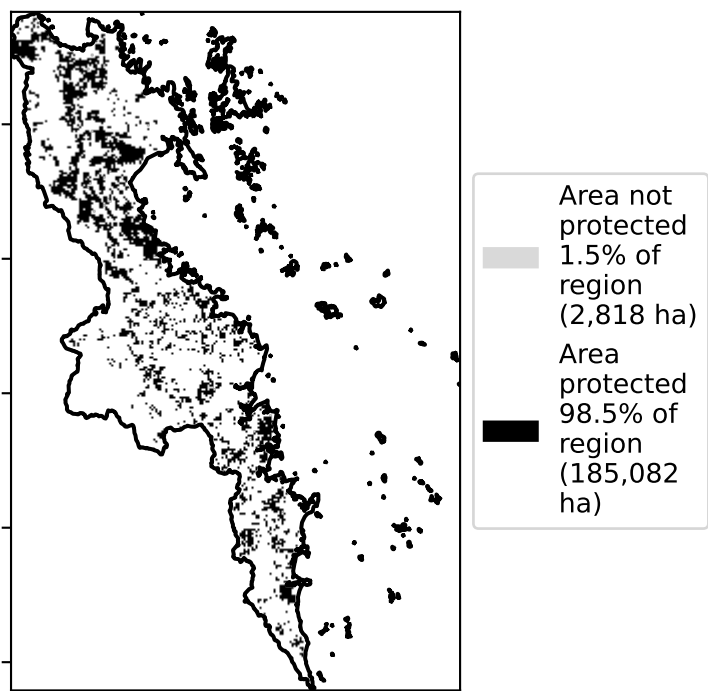 Area not
protected
1.5% of
region
(2,818 ha)
Area
protected
98.5% of
region
(185,082
ha)